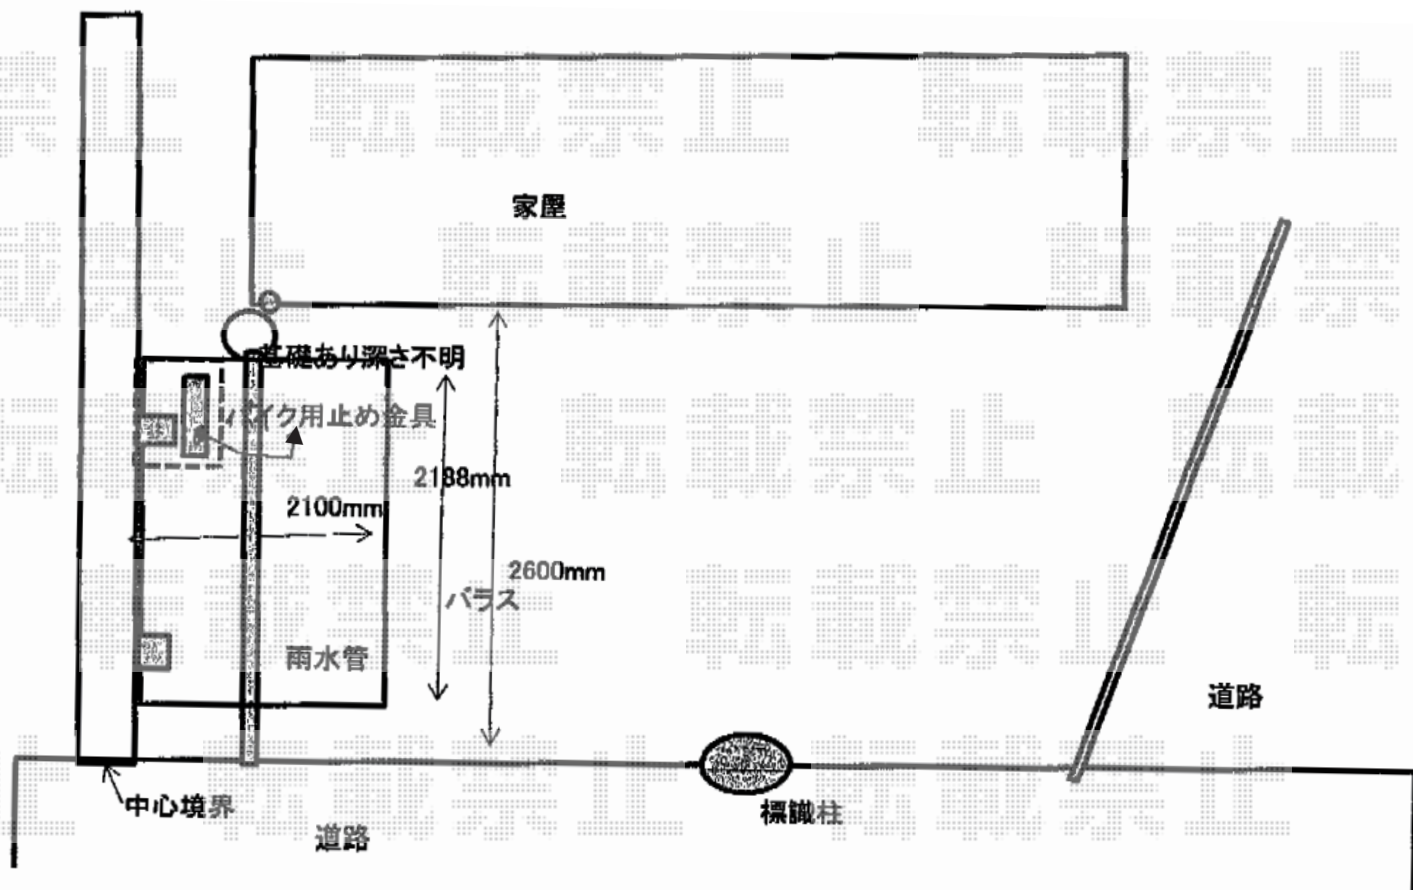 家屋
基礎あり深さ不明
バイク用止め金具
2188mm
2100mm
2600mm
バラス
雨水管
道路
中心境界
標識柱
道路
転載禁止